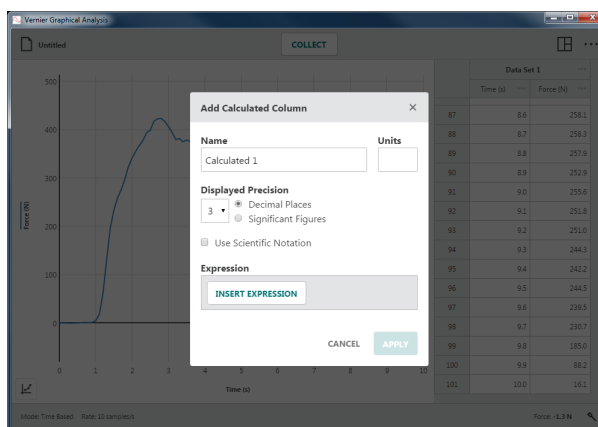 Vernier Graphical Analysis
Untitled
COLLECT
Data Set 1
Time (s) Force (N)
87 8.6 258.1
88 8.7 258.3
89 8.8 257.9
90 8.9 252.9
91 9.0 255.6
92 9.1 251.8
93 9.2 251.0
94 9.3 244.3
95 9.4 242.2
96 9.5 244.5
97 9.6 239.5
98 9.7 230.7
99 9.8 185.0
100 9.9 88.2
101 10.0 16.1
Force (N)
500
400
300
200
100
0
0 1 2 3 4 5 6 7 8 9 10
Time (s)
Add Calculated Column
Name Units
Calculated 1
Displayed Precision
3 Decimal Places
Significant Figures
Use Scientific Notation
Expression
INSERT EXPRESSION
CANCEL APPLY
Mode: Time Based Rate: 10 samples/s
Force: -1.3 N